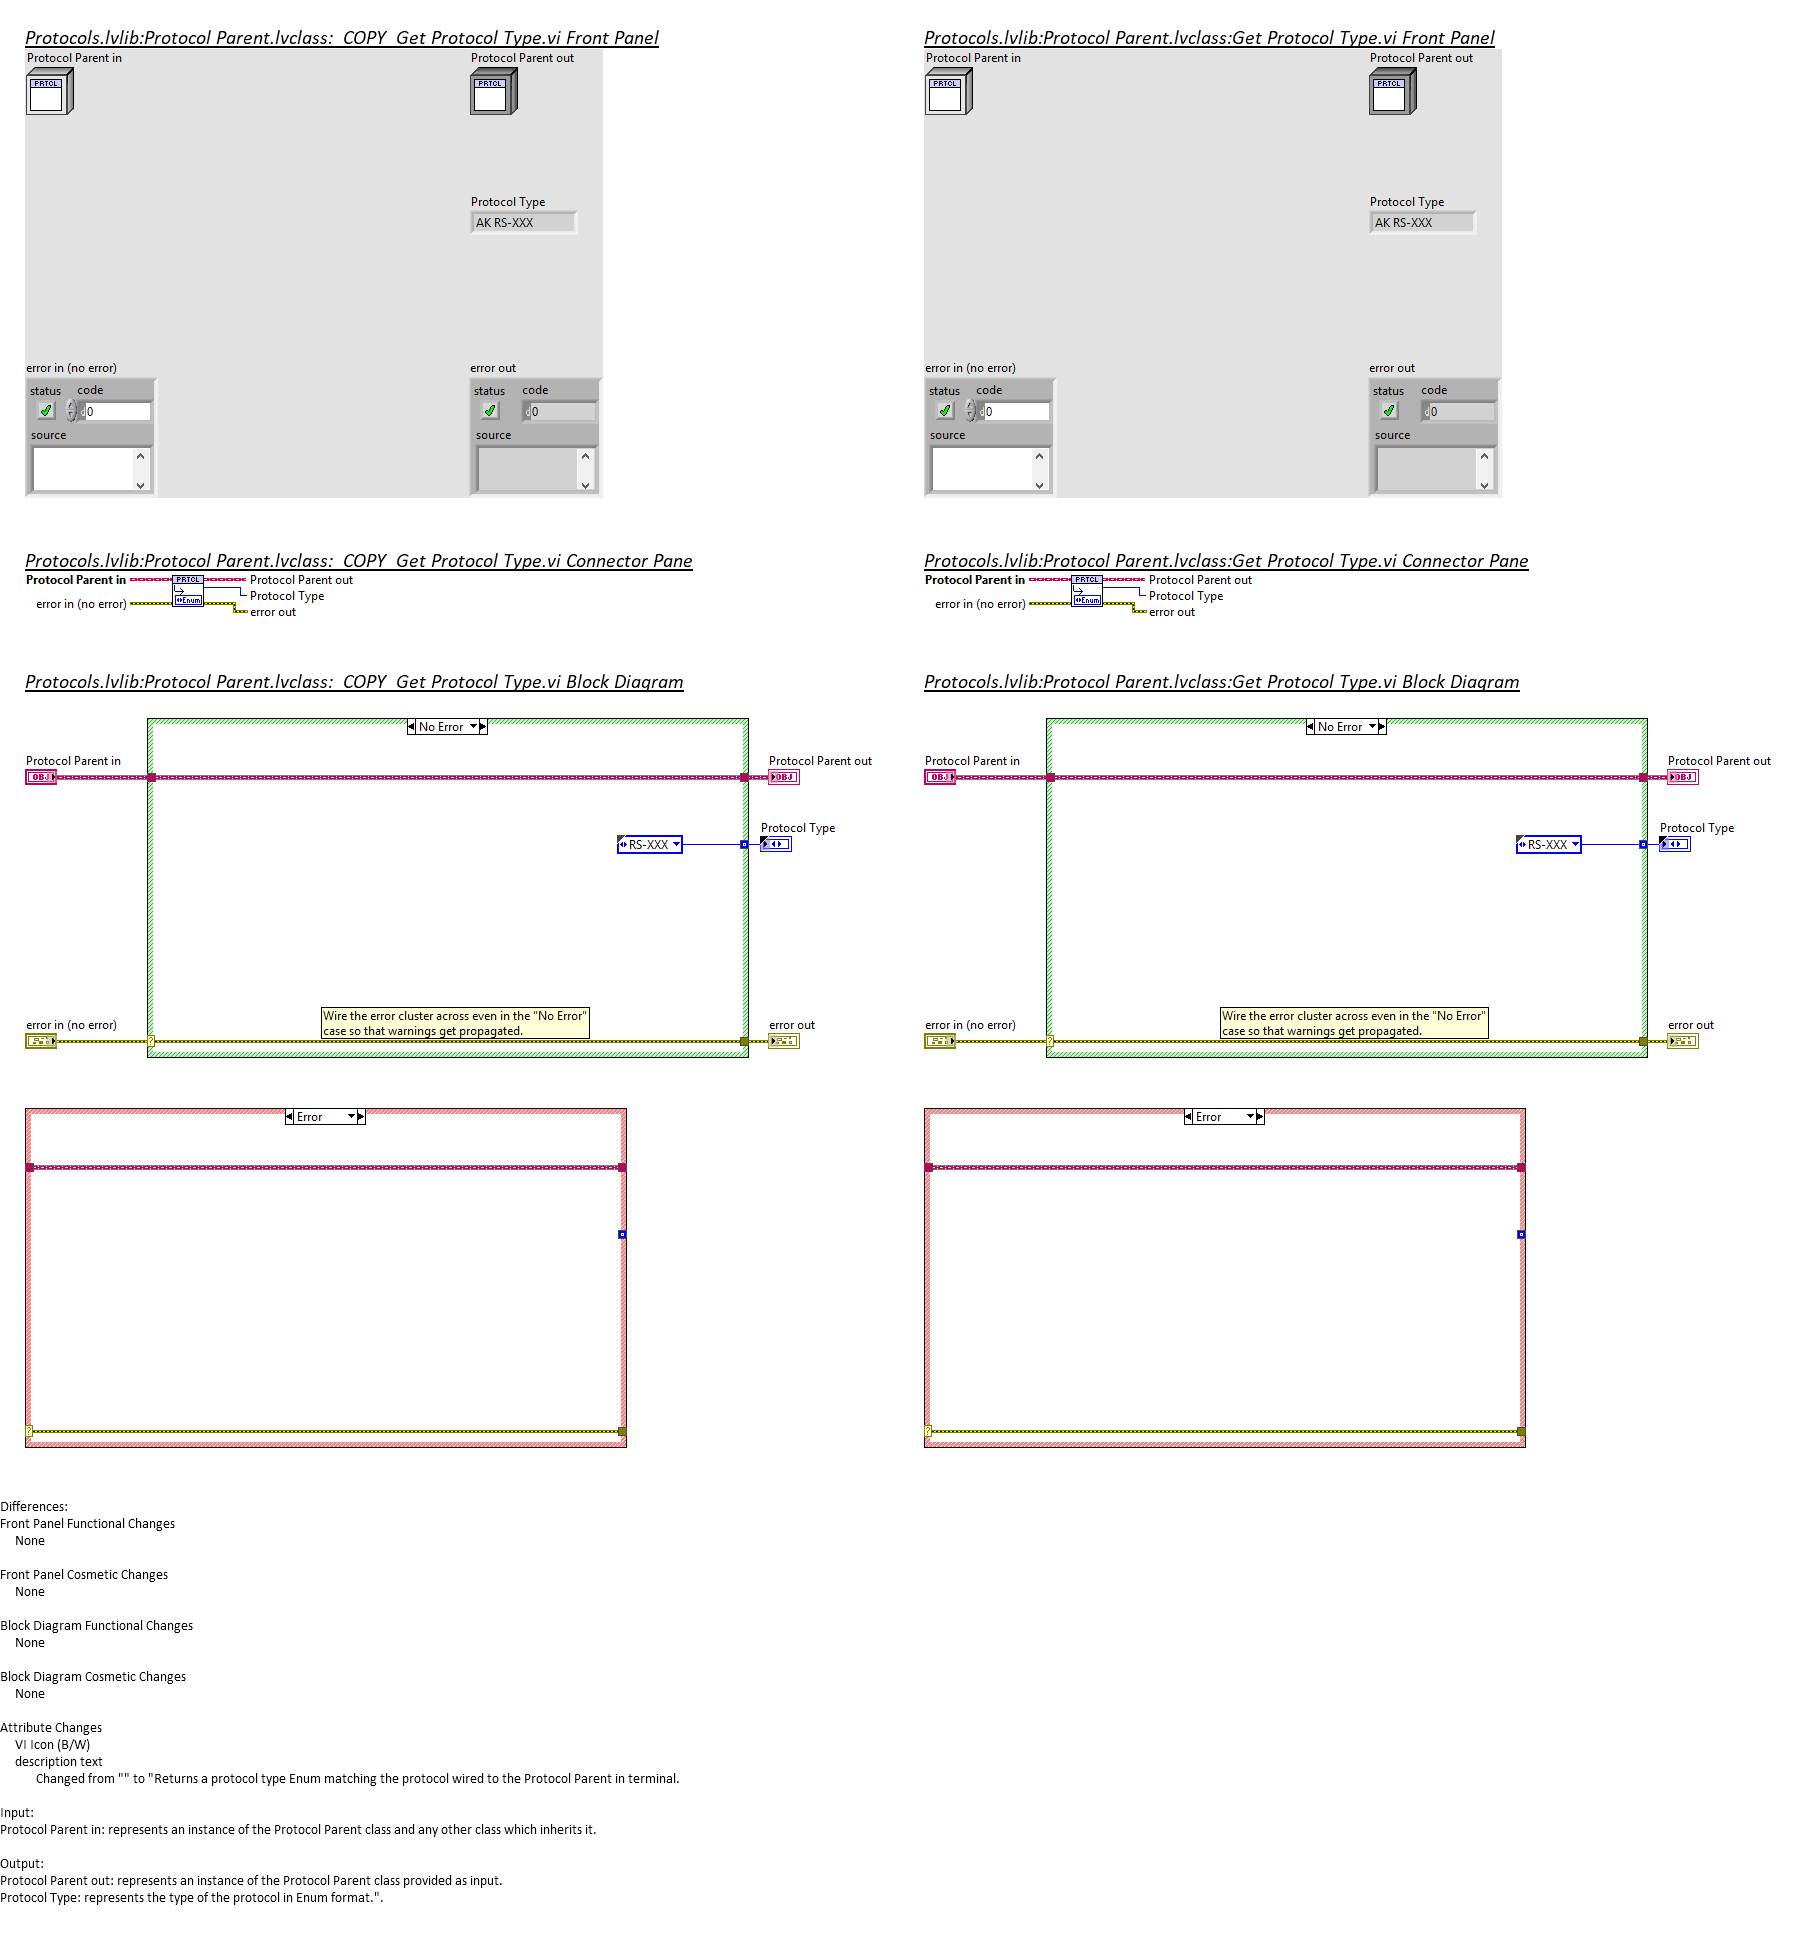 Protocols.lvlib:Protocol Parent.lvclass:_COPY_Get Protocol Type.vi Front Panel
Protocol Parent in
PRTCL
Protocol Parent out
PRTCL
Protocol Type
AK RS-XXX
error in (no error)
status code
d 0
source
error out
status code
d 0
source
Protocols.lvlib:Protocol Parent.lvclass:Get Protocol Type.vi Front Panel
Protocol Parent in
PRTCL
Protocol Parent out
PRTCL
Protocol Type
AK RS-XXX
error in (no error)
status code
d 0
source
error out
status code
d 0
source
Protocols.lvlib:Protocol Parent.lvclass:_COPY_Get Protocol Type.vi Connector Pane
Protocol Parent in
PRTCL
Enum
Protocol Parent out
Protocol Type
error in (no error)
error out
Protocols.lvlib:Protocol Parent.lvclass:Get Protocol Type.vi Connector Pane
Protocol Parent in
PRTCL
Enum
Protocol Parent out
Protocol Type
error in (no error)
error out
Protocols.lvlib:Protocol Parent.lvclass:_COPY_Get Protocol Type.vi Block Diagram
No Error
Protocol Parent in
OBJ
Protocol Parent out
OBJ
RS-XXX
Protocol Type
Wire the error cluster across even in the "No Error"
case so that warnings get propagated.
error in (no error)
?
error out
Error
?
Protocols.lvlib:Protocol Parent.lvclass:Get Protocol Type.vi Block Diagram
No Error
Protocol Parent in
OBJ
Protocol Parent out
OBJ
RS-XXX
Protocol Type
Wire the error cluster across even in the "No Error"
case so that warnings get propagated.
error in (no error)
?
error out
Error
?
Differences:
Front Panel Functional Changes
None
Front Panel Cosmetic Changes
None
Block Diagram Functional Changes
None
Block Diagram Cosmetic Changes
None
Attribute Changes
VI Icon (B/W)
description text
Changed from "" to "Returns a protocol type Enum matching the protocol wired to the Protocol Parent in terminal.
Input:
Protocol Parent in: represents an instance of the Protocol Parent class and any other class which inherits it.
Output:
Protocol Parent out: represents an instance of the Protocol Parent class provided as input.
Protocol Type: represents the type of the protocol in Enum format.".